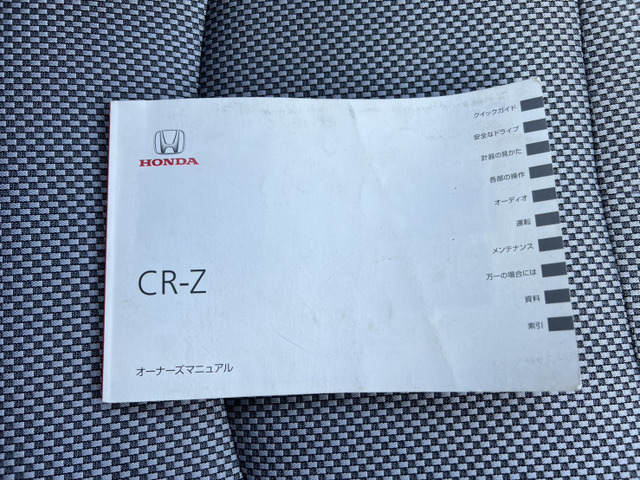 HONDA
CR-Z
オーナーズマニュアル
クイックガイド
安全なドライブ
計器の見かた
各部の操作
オーディオ
運転
メンテナンス
万一の場合には
資料
索引